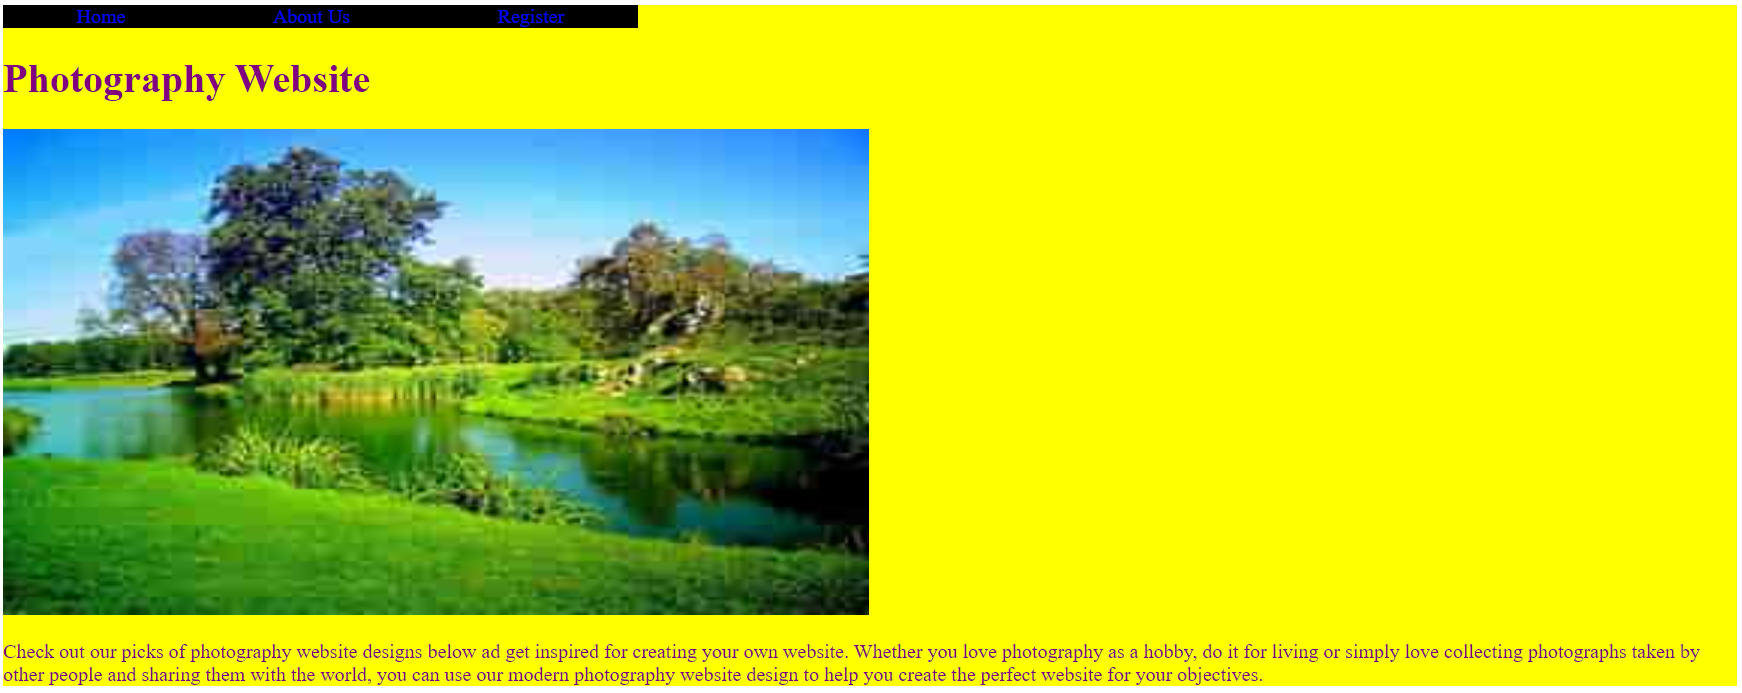 Home About Us Register
Photography Website
Check out our picks of photography website designs below ad get inspired for creating your own website. Whether you love photography as a hobby, do it for living or simply love collecting photographs taken by
other people and sharing them with the world, you can use our modern photography website design to help you create the perfect website for your objectives.